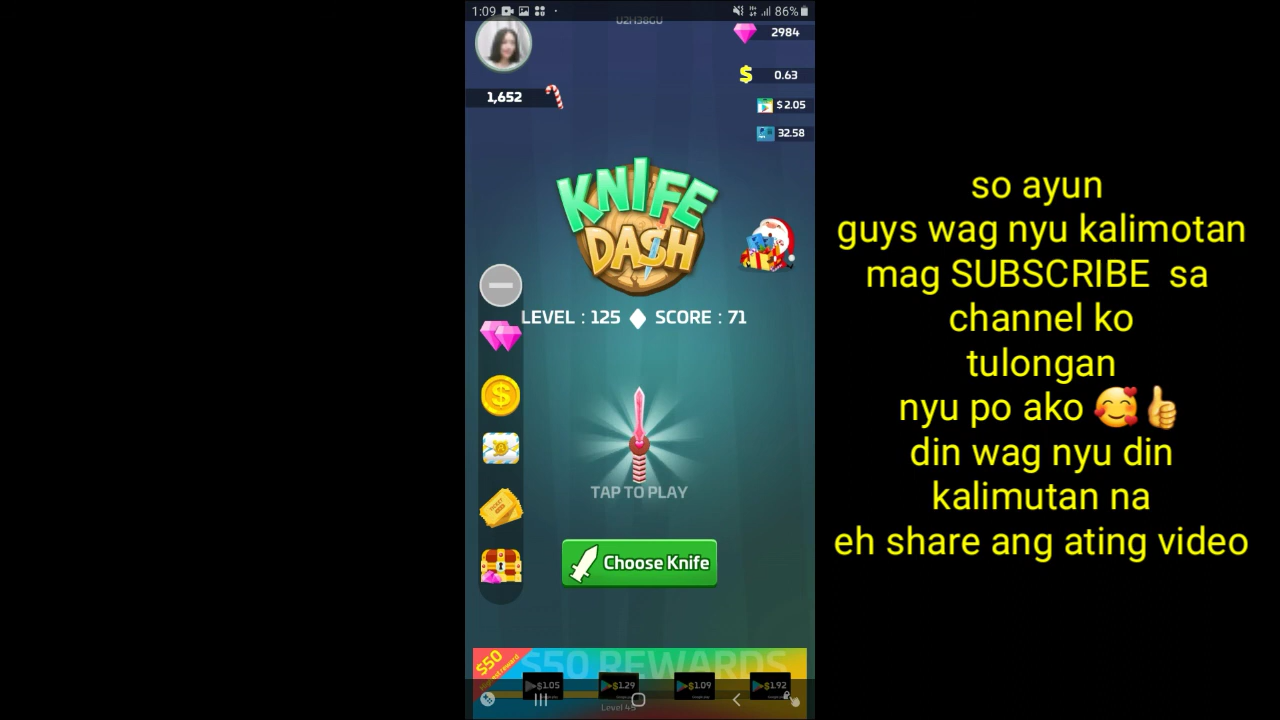 1:09
86%
U2H38GU
2984
0.63
1,652
$ 2.05
32.58
KNIFE
DASH
LEVEL : 125
SCORE : 71
TAP TO PLAY
Choose Knife
$50
$50 REWARDS
$1.05
$1.29
$1.09
$1.92
Level 45
so ayun
guys wag nyu kalimotan
mag SUBSCRIBE sa
channel ko
tulongan
nyu po ako 🥰👍
din wag nyu din
kalimutan na
eh share ang ating video